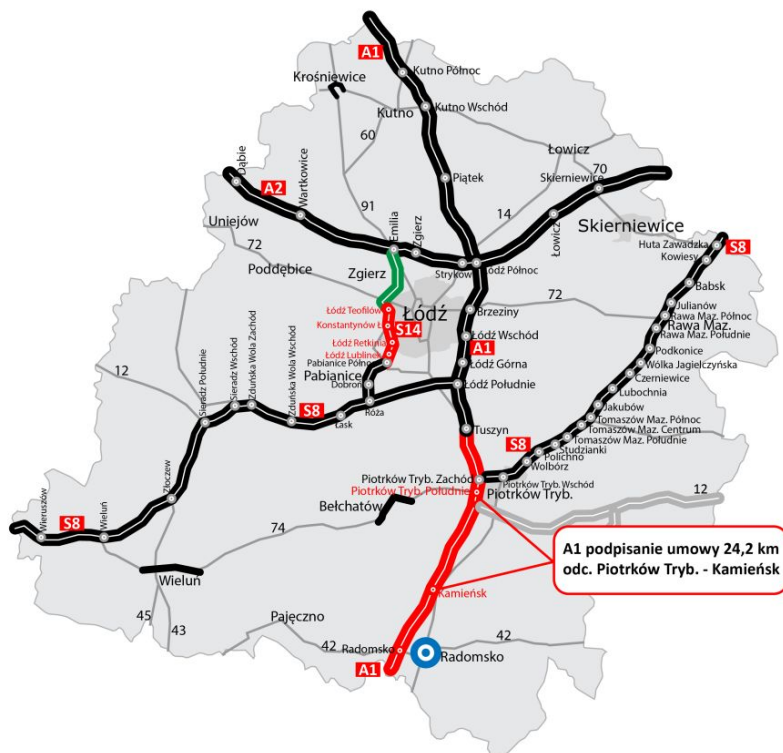 A1
Kutno Północ
Krośniewice
Kutno Wschód
Kutno
60
Łowicz
70
Dąbie
A2
Wartkowice
Piątek
Skierniewice
91
14
Uniejów
Łowicz
Skierniewice
72
Emilia
Zgierz
S8
Huta Zawadzka
Kowiesy
Poddębice
Zgierz
Stryków
Łódź Północ
Babsk
Łódź Teofilów
Łódź
Brzeziny
72
Julianów
Rawa Maz. Północ
Konstantynów Ł
S14
Rawa Maz.
Rawa Maz. Południe
Łódź Retkinia
Łódź Wschód
A1
Łódź Lublinek
Podkonice
Pabianice Północ
Łódź Górna
Wólka Jagielczyńska
12
Pabianice
Czerniewice
Dobroń
Łódź Południe
Lubochnia
Sieradz Południe
Sieradz Wschód
Zduńska Wola Zachód
Zduńska Wola Wschód
S8
Łask
Róża
Jakubów
Tomaszów Maz. Północ
Tomaszów Maz. Centrum
Tuszyn
Tomaszów Maz. Południe
S8
Studzianki
Polichno
Wolbórz
Piotrków Tryb. Zachód
Piotrków Tryb. Wschód
Piotrków Tryb. Południe
Piotrków Tryb.
12
Złoczew
Bełchatów
Wieruszów
S8
Wieluń
74
A1 podpisanie umowy 24,2 km
odc. Piotrków Tryb. - Kamieńsk
Wieluń
Kamieńsk
45
43
Pajęczno
42
Radomsko
42
Radomsko
A1